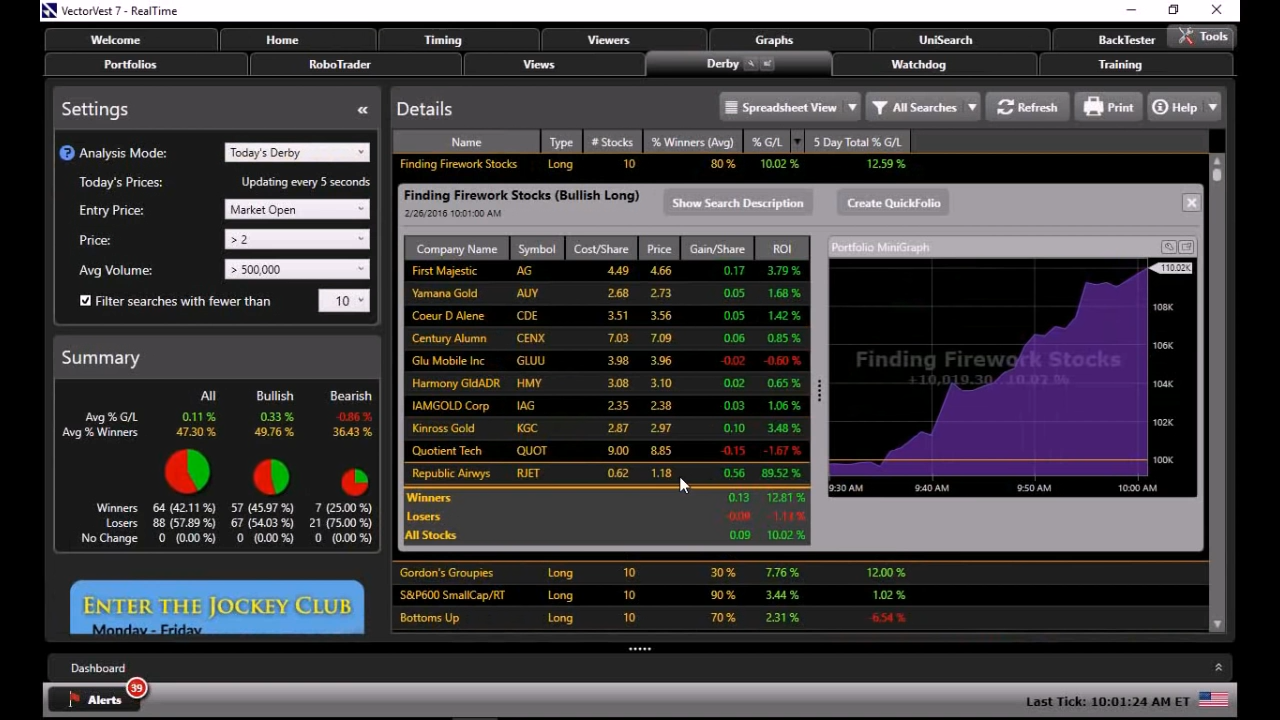 VectorVest 7 - RealTime
Welcome Home Timing Viewers Graphs UniSearch BackTester Tools
Portfolios RoboTrader Views Derby Watchdog Training
Settings «
Analysis Mode: Today's Derby
Today's Prices: Updating every 5 seconds
Entry Price: Market Open
Price: > 2
Avg Volume: > 500,000
Filter searches with fewer than 10
Summary
All Bullish Bearish
Avg % G/L 0.11 % 0.33 % -0.86 %
Avg % Winners 47.30 % 49.76 % 36.43 %
Winners 64 (42.11 %) 57 (45.97 %) 7 (25.00 %)
Losers 88 (57.89 %) 67 (54.03 %) 21 (75.00 %)
No Change 0 (0.00 %) 0 (0.00 %) 0 (0.00 %)
ENTER THE JOCKEY CLUB
Monday - Friday
Details Spreadsheet View All Searches Refresh Print Help
Name Type # Stocks % Winners (Avg) % G/L 5 Day Total % G/L
Finding Firework Stocks Long 10 80 % 10.02 % 12.59 %
Finding Firework Stocks (Bullish Long)
2/26/2016 10:01:00 AM
Show Search Description Create QuickFolio
Company Name Symbol Cost/Share Price Gain/Share ROI
First Majestic AG 4.49 4.66 0.17 3.79 %
Yamana Gold AUY 2.68 2.73 0.05 1.68 %
Coeur D Alene CDE 3.51 3.56 0.05 1.42 %
Century Alumn CENX 7.03 7.09 0.06 0.85 %
Glu Mobile Inc GLUU 3.98 3.96 -0.02 -0.60 %
Harmony GldADR HMY 3.08 3.10 0.02 0.65 %
IAMGOLD Corp IAG 2.35 2.38 0.03 1.06 %
Kinross Gold KGC 2.87 2.97 0.10 3.48 %
Quotient Tech QUOT 9.00 8.85 -0.15 -1.67 %
Republic Airwys RJET 0.62 1.18 0.56 89.52 %
Winners 0.13 12.81 %
Losers -0.09 -1.14 %
All Stocks 0.09 10.02 %
Portfolio MiniGraph
110.02K
108K
106K
104K
102K
100K
Finding Firework Stocks
+10,019.30, 10.02 %
9:30 AM 9:40 AM 9:50 AM 10:00 AM
Gordon's Groupies Long 10 30 % 7.76 % 12.00 %
S&P600 SmallCap/RT Long 10 90 % 3.44 % 1.02 %
Bottoms Up Long 10 70 % 2.31 % -6.54 %
Dashboard
Alerts 39
Last Tick: 10:01:24 AM ET